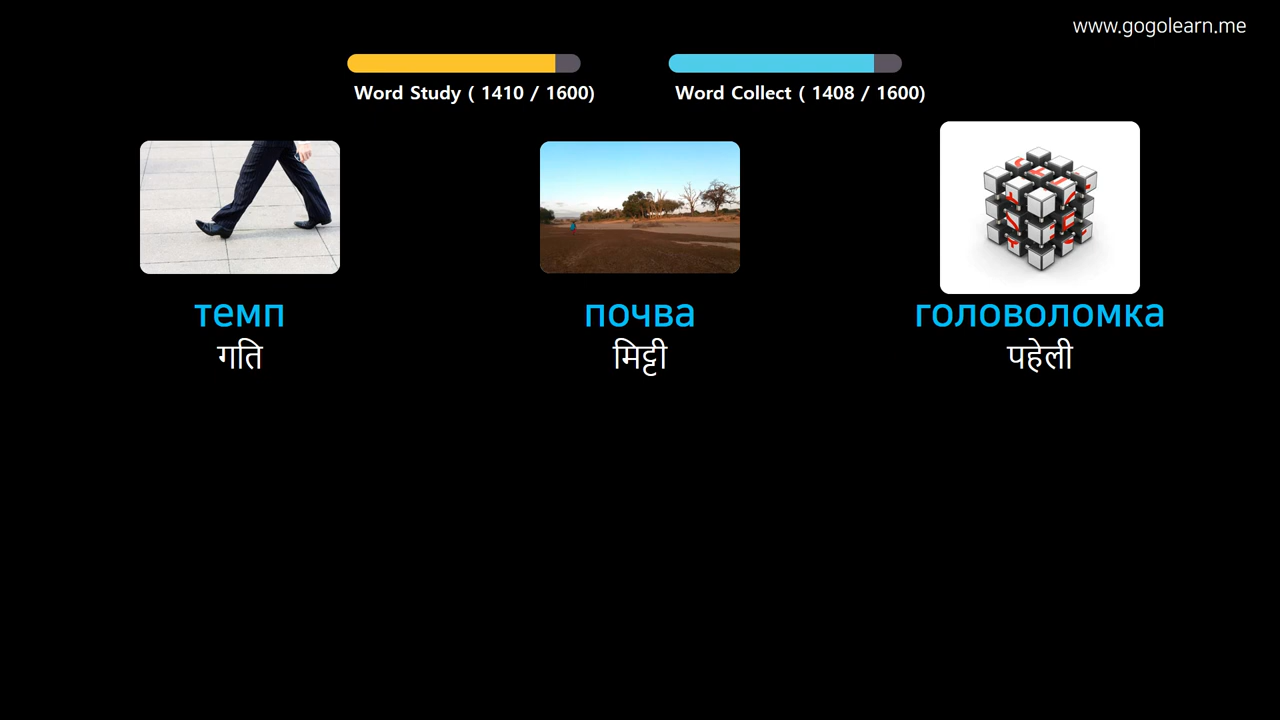 www.gogolearn.me
Word Study ( 1410 / 1600)
Word Collect ( 1408 / 1600)
темп
почва
головоломка
गति
मिट्टी
पहेली